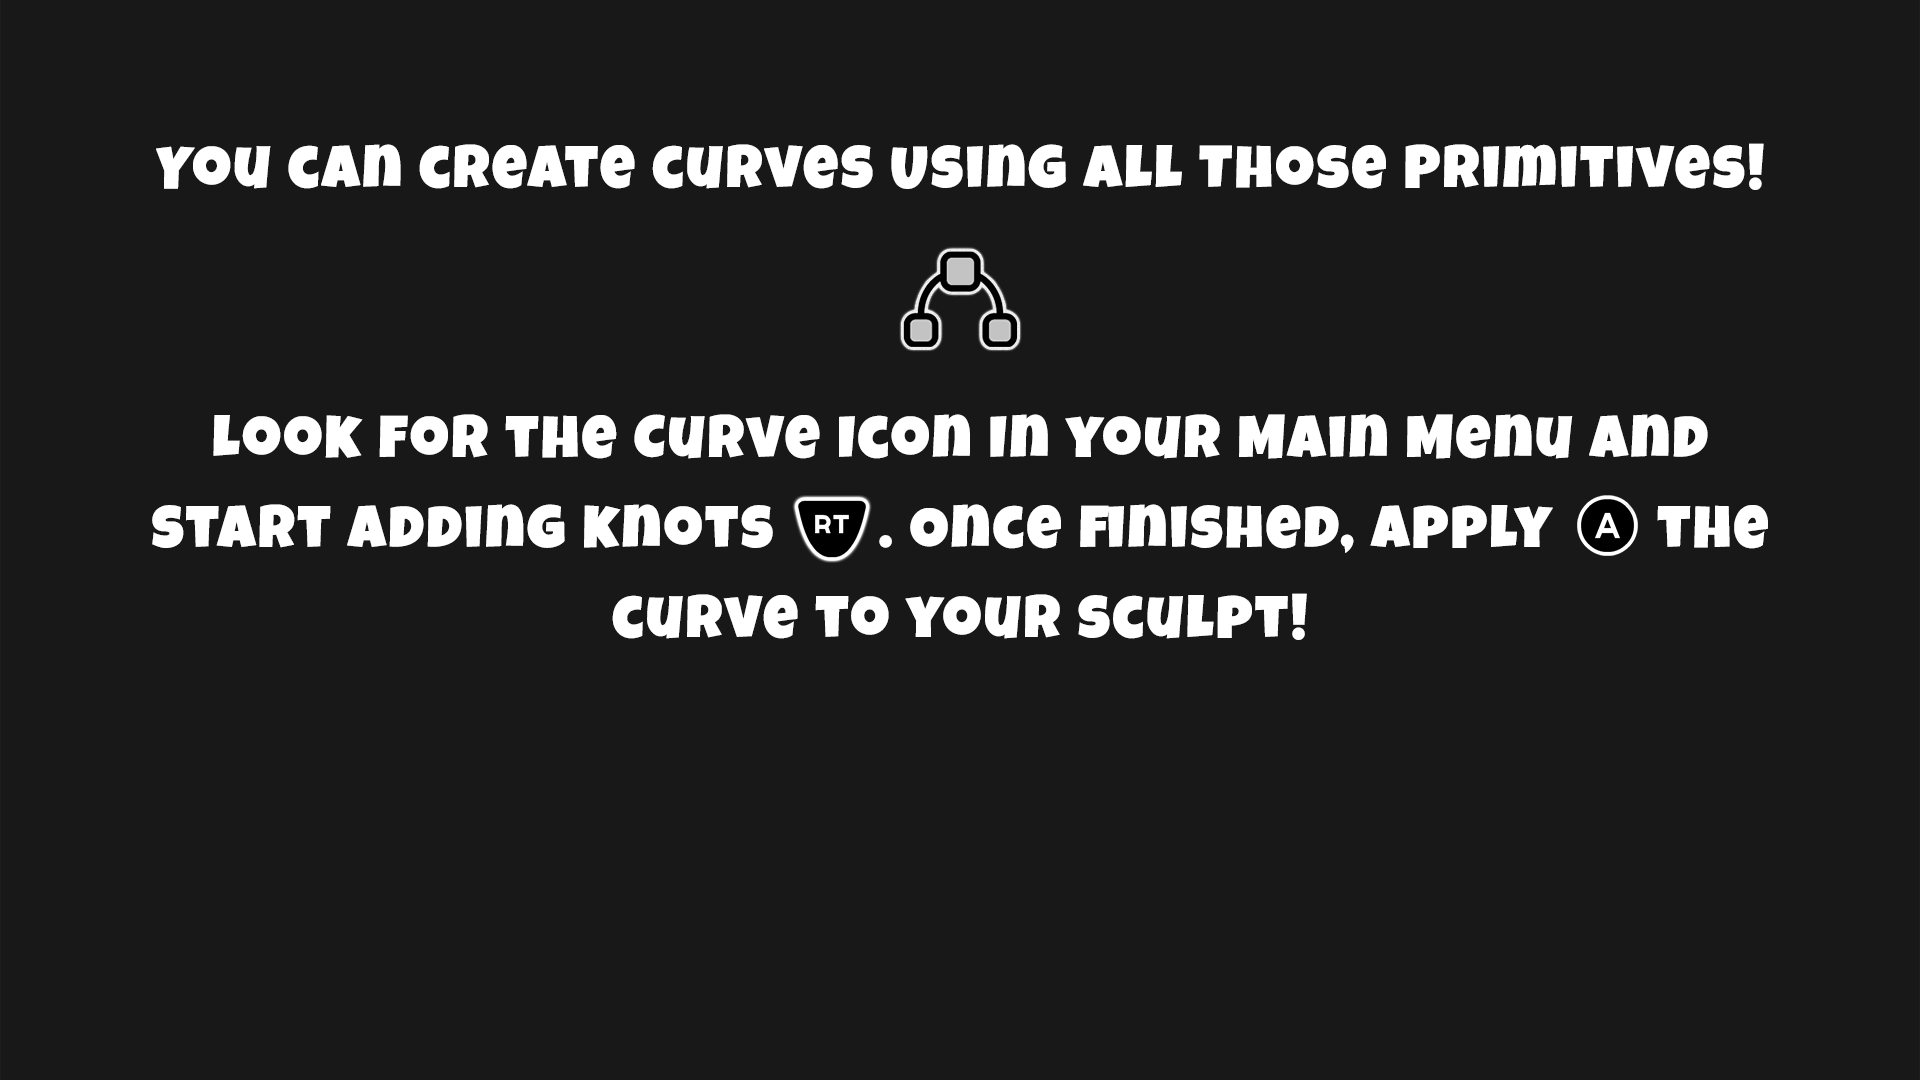 You can create curves using all those primitives!
Look for the curve icon in your Main Menu and
start adding knots RT. Once finished, apply A the
curve to your sculpt!